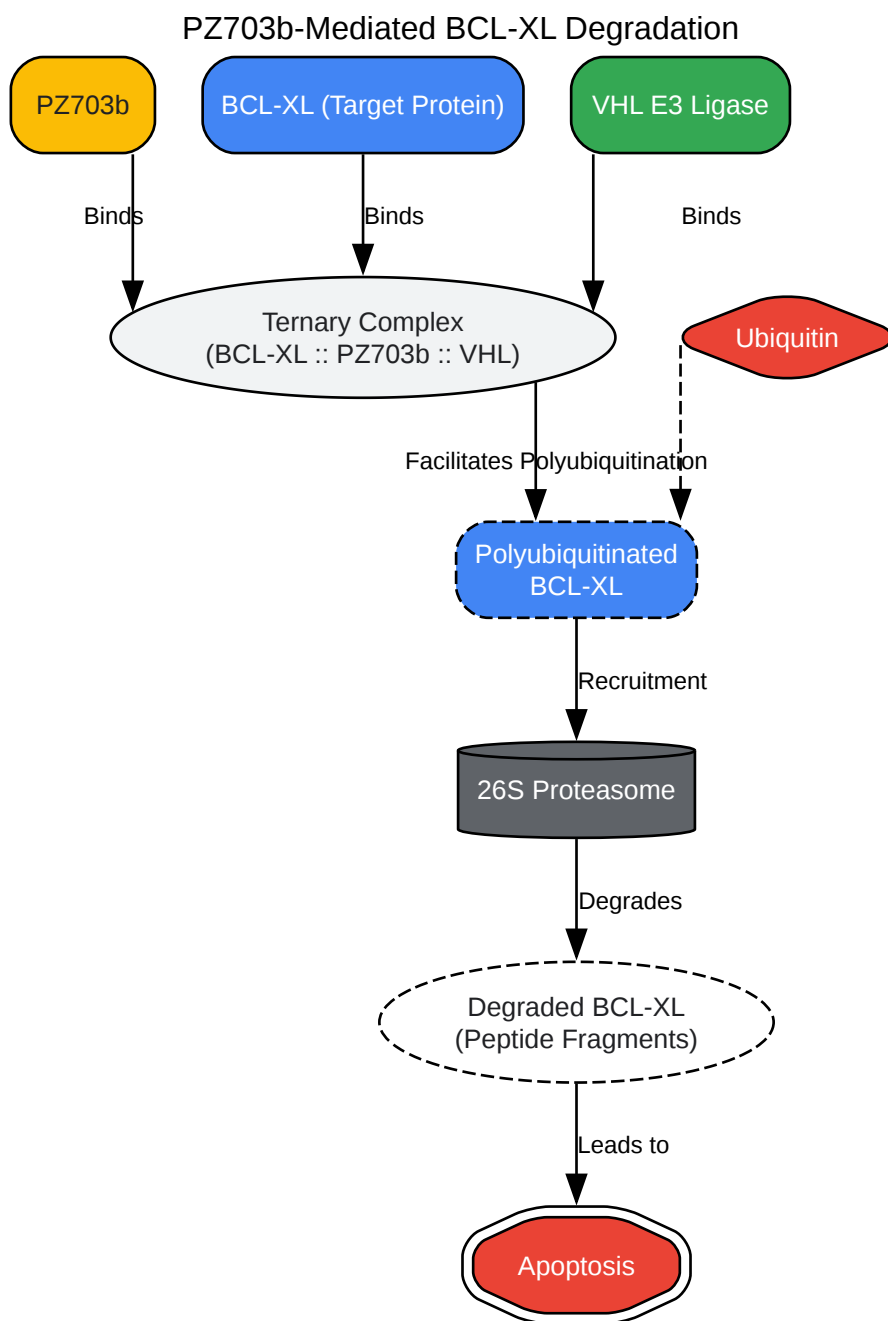 PZ703b-Mediated BCL-XL Degradation
PZ703b
BCL-XL (Target Protein)
VHL E3 Ligase
Binds
Binds
Binds
Ternary Complex
(BCL-XL :: PZ703b :: VHL)
Ubiquitin
Facilitates Polyubiquitination
Polyubiquitinated
BCL-XL
Recruitment
26S Proteasome
Degrades
Degraded BCL-XL
(Peptide Fragments)
Leads to
Apoptosis